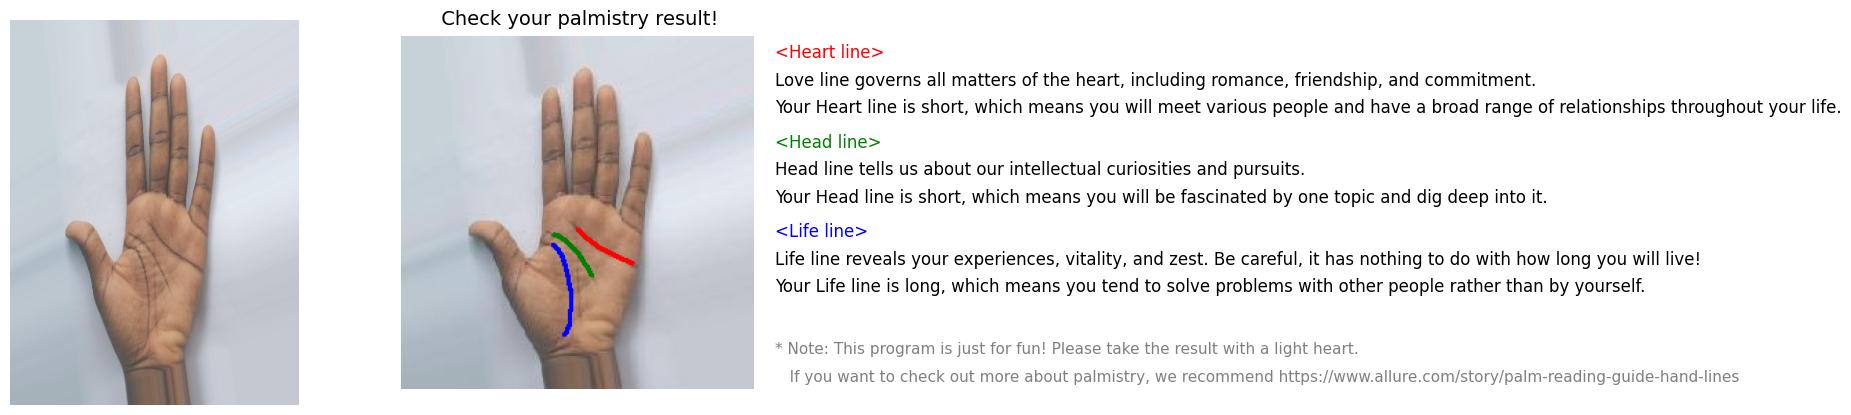 Check your palmistry result!
<Heart line>
Love line governs all matters of the heart, including romance, friendship, and commitment.
Your Heart line is short, which means you will meet various people and have a broad range of relationships throughout your life.
<Head line>
Head line tells us about our intellectual curiosities and pursuits.
Your Head line is short, which means you will be fascinated by one topic and dig deep into it.
<Life line>
Life line reveals your experiences, vitality, and zest. Be careful, it has nothing to do with how long you will live!
Your Life line is long, which means you tend to solve problems with other people rather than by yourself.
* Note: This program is just for fun! Please take the result with a light heart.
If you want to check out more about palmistry, we recommend https://www.allure.com/story/palm-reading-guide-hand-lines